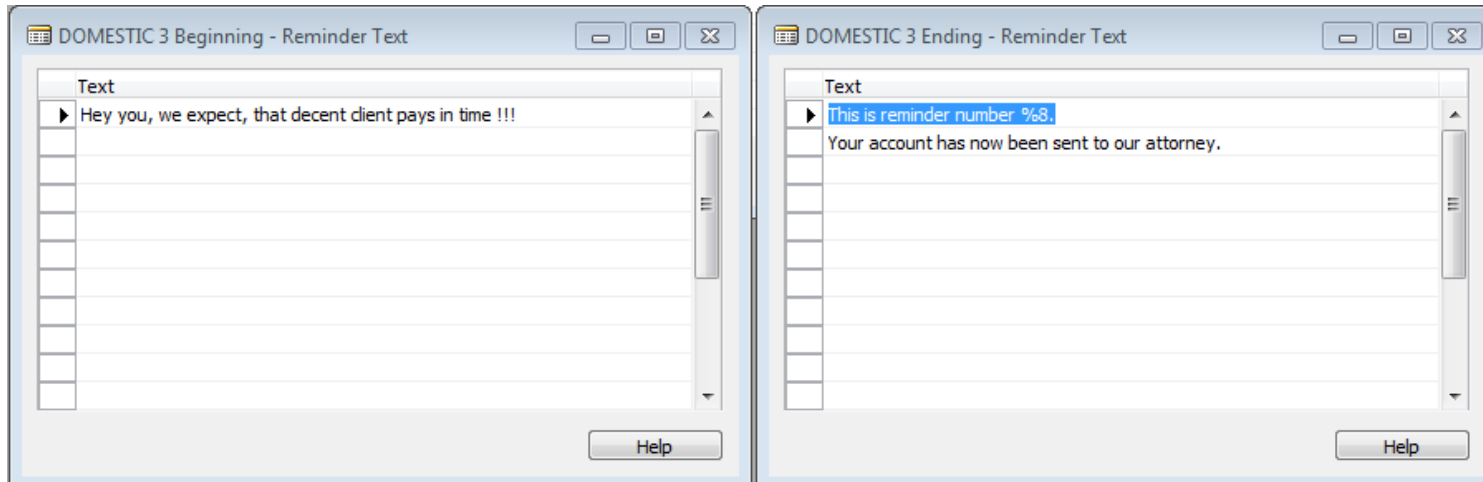 DOMESTIC 3 Beginning - Reminder Text
Text
Hey you, we expect, that decent client pays in time !!!
Help
DOMESTIC 3 Ending - Reminder Text
Text
This is reminder number %8.
Your account has now been sent to our attorney.
Help